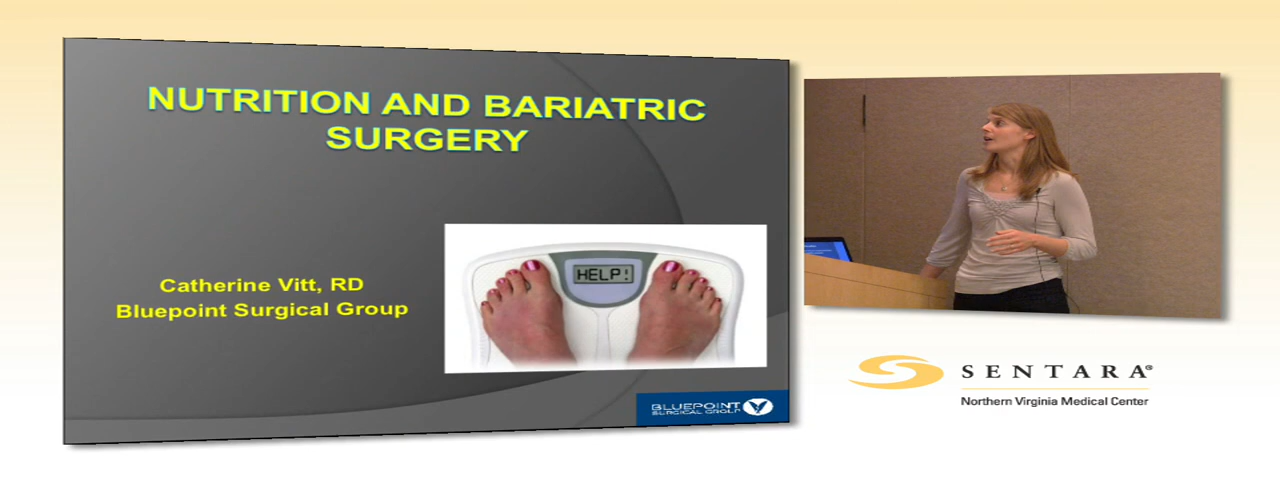 NUTRITION AND BARIATRIC
SURGERY
HELP!
Catherine Vitt, RD
Bluepoint Surgical Group
BLUEPOINT
SURGICAL GROUP
SENTARA®
Northern Virginia Medical Center